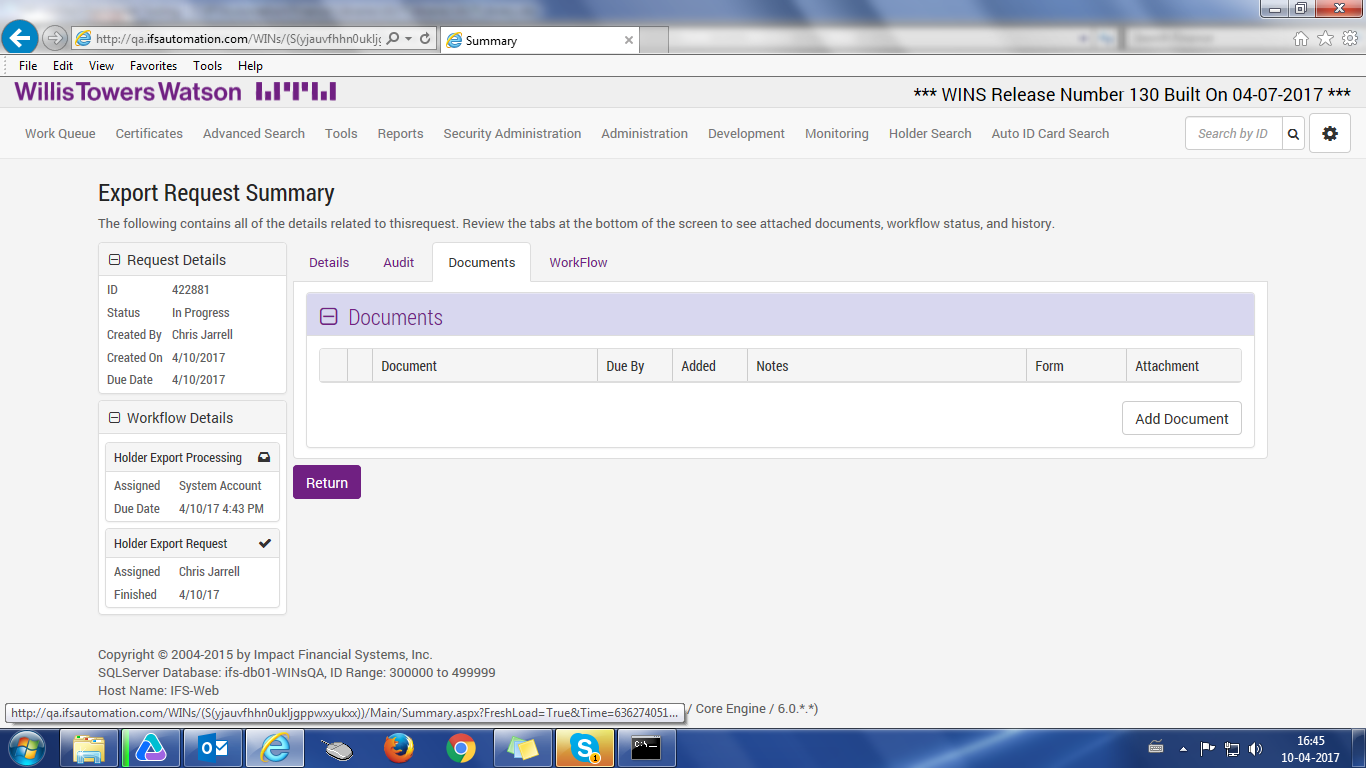 http://qa.ifsautomation.com/WINs/(S(yjauvfhhn0ukljg
Summary
File Edit View Favorites Tools Help
WillisTowersWatson
*** WINS Release Number 130 Built On 04-07-2017 ***
Work Queue Certificates Advanced Search Tools Reports Security Administration Administration Development Monitoring Holder Search Auto ID Card Search Search by ID
Export Request Summary
The following contains all of the details related to thisrequest. Review the tabs at the bottom of the screen to see attached documents, workflow status, and history.
Request Details
ID 422881
Status In Progress
Created By Chris Jarrell
Created On 4/10/2017
Due Date 4/10/2017
Workflow Details
Holder Export Processing
Assigned System Account
Due Date 4/10/17 4:43 PM
Holder Export Request
Assigned Chris Jarrell
Finished 4/10/17
Details Audit Documents WorkFlow
Documents
Document Due By Added Notes Form Attachment
Add Document
Return
Copyright © 2004-2015 by Impact Financial Systems, Inc.
SQLServer Database: ifs-db01-WINsQA, ID Range: 300000 to 499999
Host Name: IFS-Web
/ Core Engine / 6.0.*.*)
http://qa.ifsautomation.com/WINs/(S(yjauvfhhn0ukljgppwxyukxx))/Main/Summary.aspx?FreshLoad=True&Time=636274051...
C:\
1
16:45
10-04-2017